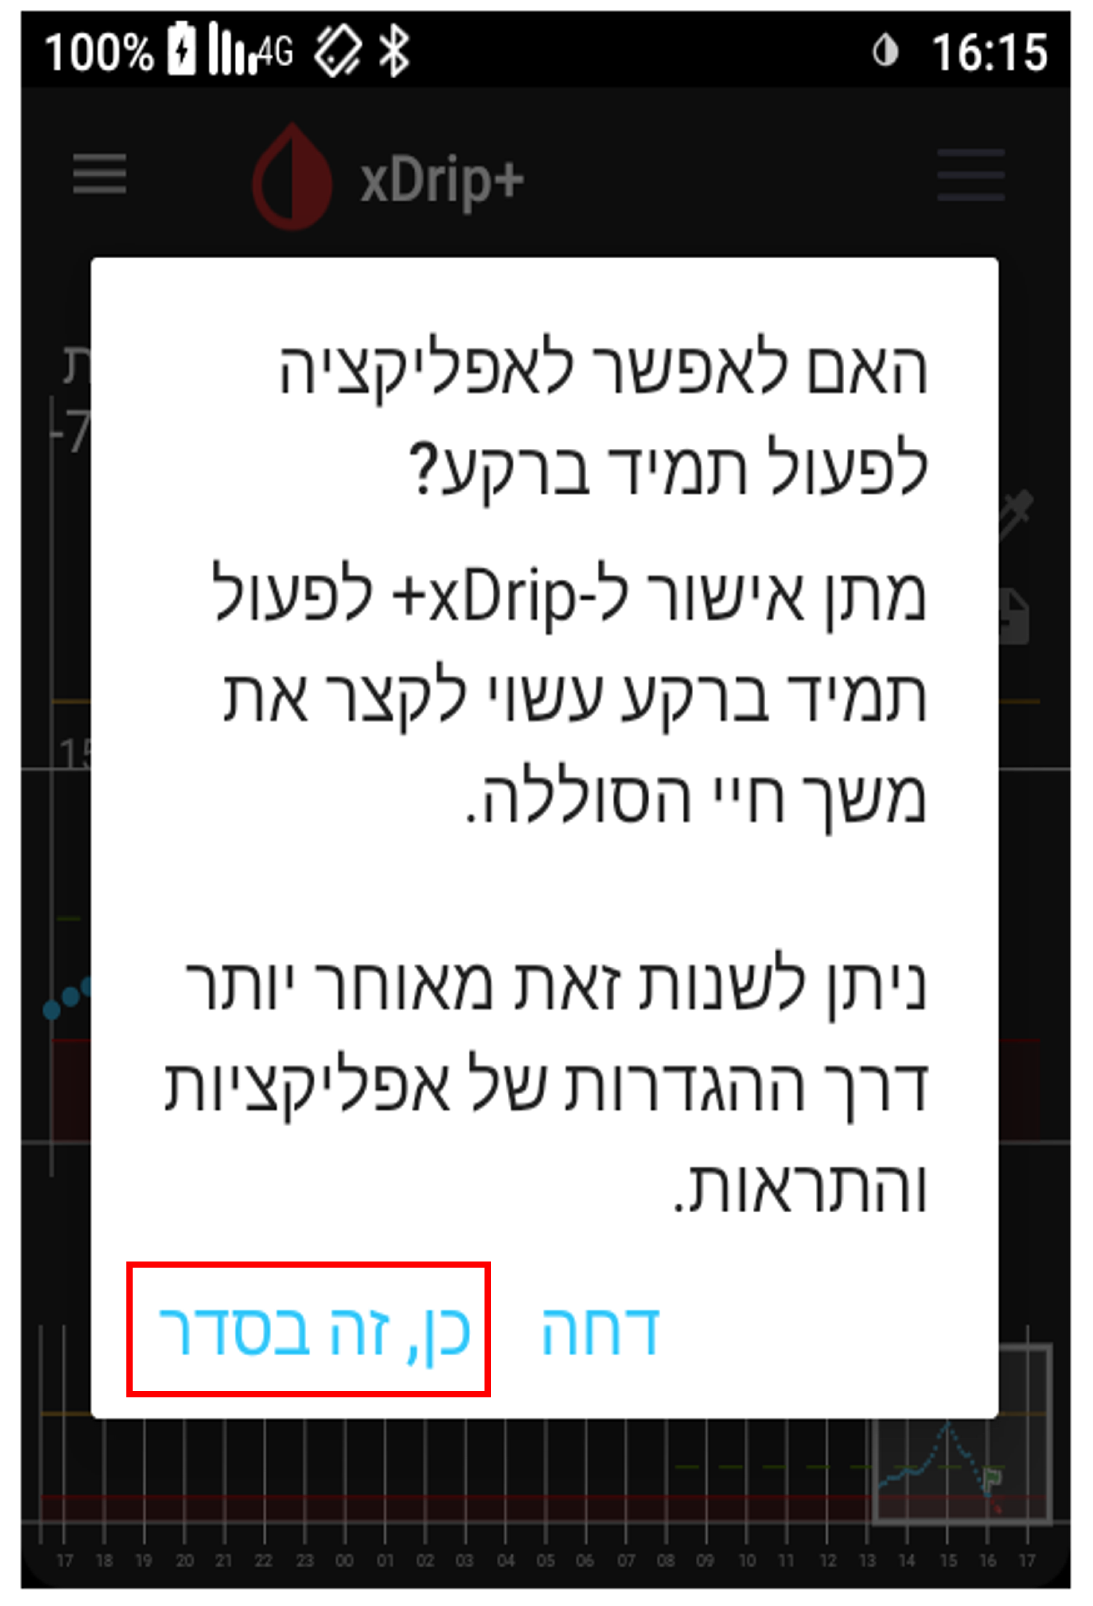 100% 4G 16:15
xDrip+
ת
-7
האם לאפשר לאפליקציה
לפעול תמיד ברקע?
מתן אישור ל-xDrip+ לפעול
תמיד ברקע עשוי לקצר את
משך חיי הסוללה.
ניתן לשנות זאת מאוחר יותר
דרך ההגדרות של אפליקציות
והתראות.
דחה כן, זה בסדר
17 18 19 20 21 22 23 00 01 02 03 04 05 06 07 08 09 10 11 12 13 14 15 16 17